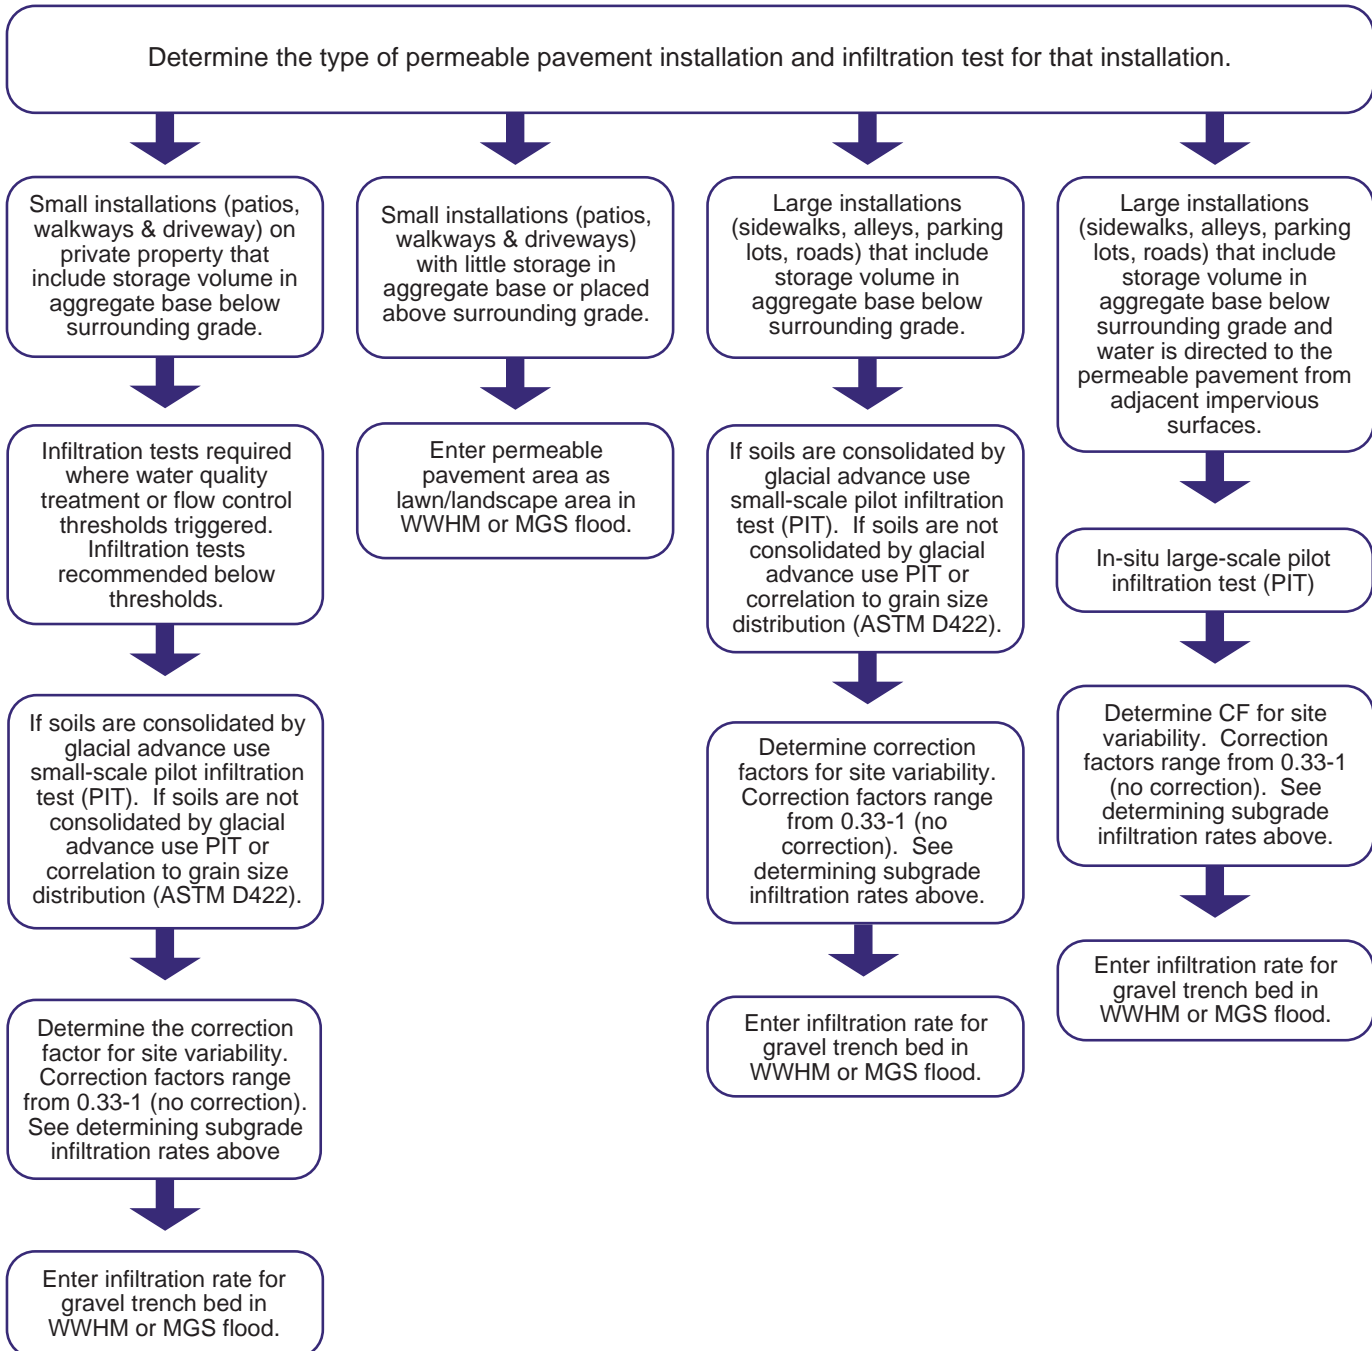 Determine the type of permeable pavement installation and infiltration test for that installation.
Small installations (patios,
walkways & driveway) on
private property that
include storage volume in
aggregate base below
surrounding grade.
Infiltration tests required
where water quality
treatment or flow control
thresholds triggered.
Infiltration tests
recommended below
thresholds.
If soils are consolidated by
glacial advance use
small-scale pilot infiltration
test (PIT).  If soils are not
consolidated by glacial
advance use PIT or
correlation to grain size
distribution (ASTM D422).
Determine the correction
factor for site variability.
Correction factors range
from 0.33-1 (no correction).
See determining subgrade
infiltration rates above
Enter infiltration rate for
gravel trench bed in
WWHM or MGS flood.
Small installations (patios,
walkways & driveways)
with little storage in
aggregate base or placed
above surrounding grade.
Enter permeable
pavement area as
lawn/landscape area in
WWHM or MGS flood.
Large installations
(sidewalks, alleys, parking
lots, roads) that include
storage volume in
aggregate base below
surrounding grade.
If soils are consolidated by
glacial advance use
small-scale pilot infiltration
test (PIT).  If soils are not
consolidated by glacial
advance use PIT or
correlation to grain size
distribution (ASTM D422).
Determine correction
factors for site variability.
Correction factors range
from 0.33-1 (no
correction).  See
determining subgrade
infiltration rates above.
Enter infiltration rate for
gravel trench bed in
WWHM or MGS flood.
Large installations
(sidewalks, alleys, parking
lots, roads) that include
storage volume in
aggregate base below
surrounding grade and
water is directed to the
permeable pavement from
adjacent impervious
surfaces.
In-situ large-scale pilot
infiltration test (PIT)
Determine CF for site
variability.  Correction
factors range from 0.33-1
(no correction).  See
determining subgrade
infiltration rates above.
Enter infiltration rate for
gravel trench bed in
WWHM or MGS flood.